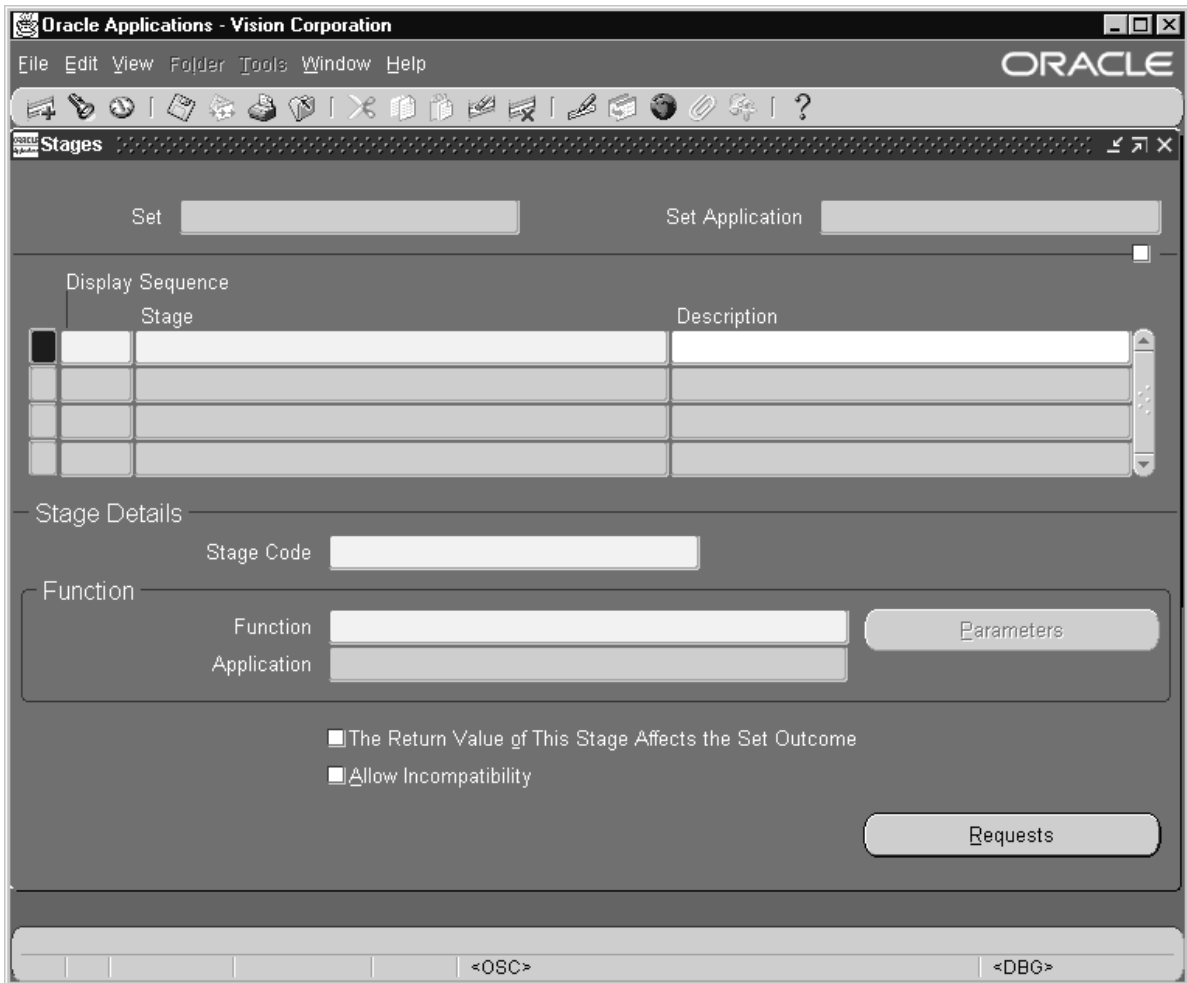 Oracle Applications - Vision Corporation
File Edit View Folder Tools Window Help
ORACLE
?
Stages
Set
Set Application
Display Sequence
Stage
Description
Stage Details
Stage Code
Function
Function
Parameters
Application
The Return Value of This Stage Affects the Set Outcome
Allow Incompatibility
Requests
<OSC>
<DBG>